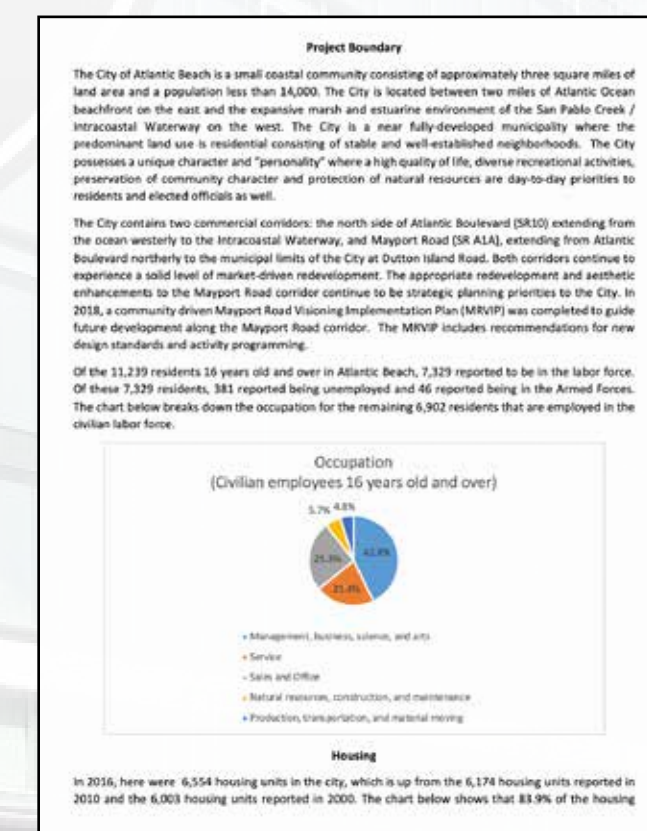 Project Boundary
The City of Atlantic Beach is a small coastal community consisting of approximately three square miles of
land area and a population less than 14,000. The City is located between two miles of Atlantic Ocean
beachfront on the east and the expansive marsh and estuarine environment of the San Pablo Creek /
Intracoastal Waterway on the west. The City is a near fully-developed municipality where the
predominant land use is residential consisting of stable and well-established neighborhoods. The City
possesses a unique character and "personality" where a high quality of life, diverse recreational activities,
preservation of community character and protection of natural resources are day-to-day priorities to
residents and elected officials as well.
The City contains two commercial corridors: the north side of Atlantic Boulevard (SR10) extending from
the ocean westerly to the Intracoastal Waterway, and Mayport Road (SR A1A), extending from Atlantic
Boulevard northerly to the municipal limits of the City at Dutton Island Road. Both corridors continue to
experience a solid level of market-driven redevelopment. The appropriate redevelopment and aesthetic
enhancements to the Mayport Road corridor continue to be strategic planning priorities to the City. In
2018, a community driven Mayport Road Visioning Implementation Plan (MRVIP) was completed to guide
future development along the Mayport Road corridor. The MRVIP includes recommendations for new
design standards and activity programming.
Of the 11,239 residents 16 years old and over in Atlantic Beach, 7,329 reported to be in the labor force.
Of these 7,329 residents, 381 reported being unemployed and 46 reported being in the Armed Forces.
The chart below breaks down the occupation for the remaining 6,902 residents that are employed in the
civilian labor force.
Occupation
(Civilian employees 16 years old and over)
5.7% 4.8%
25.3%
21.4%
Management, business, science, and arts
Service
Sales and Office
Natural resources, construction, and maintenance
Production, transportation, and material moving
Housing
In 2016, here were 6,554 housing units in the city, which is up from the 6,174 housing units reported in
2010 and the 6,003 housing units reported in 2000. The chart below shows that 83.9% of the housing